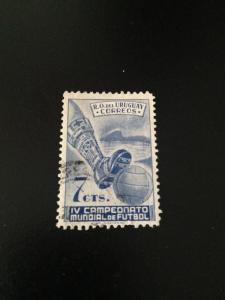 R.O. DEL URUGUAY
CORREOS
7 CTS.
IV CAMPEONATO
MUNDIAL DE FUTBOL